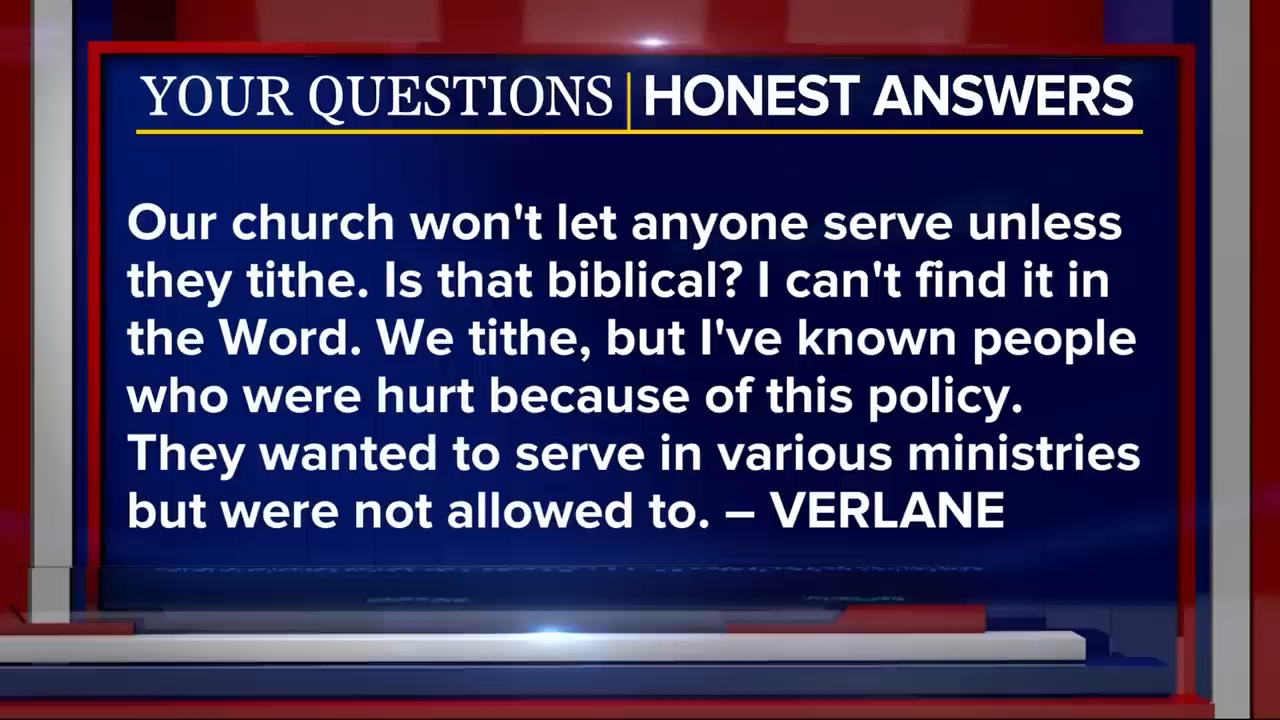 YOUR QUESTIONS | HONEST ANSWERS
Our church won't let anyone serve unless
they tithe. Is that biblical? I can't find it in
the Word. We tithe, but I've known people
who were hurt because of this policy.
They wanted to serve in various ministries
but were not allowed to. – VERLANE